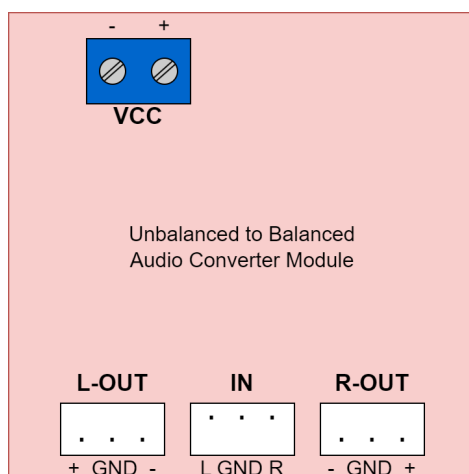 - +
VCC
Unbalanced to Balanced
Audio Converter Module
L-OUT IN R-OUT
+ GND - L GND R - GND +